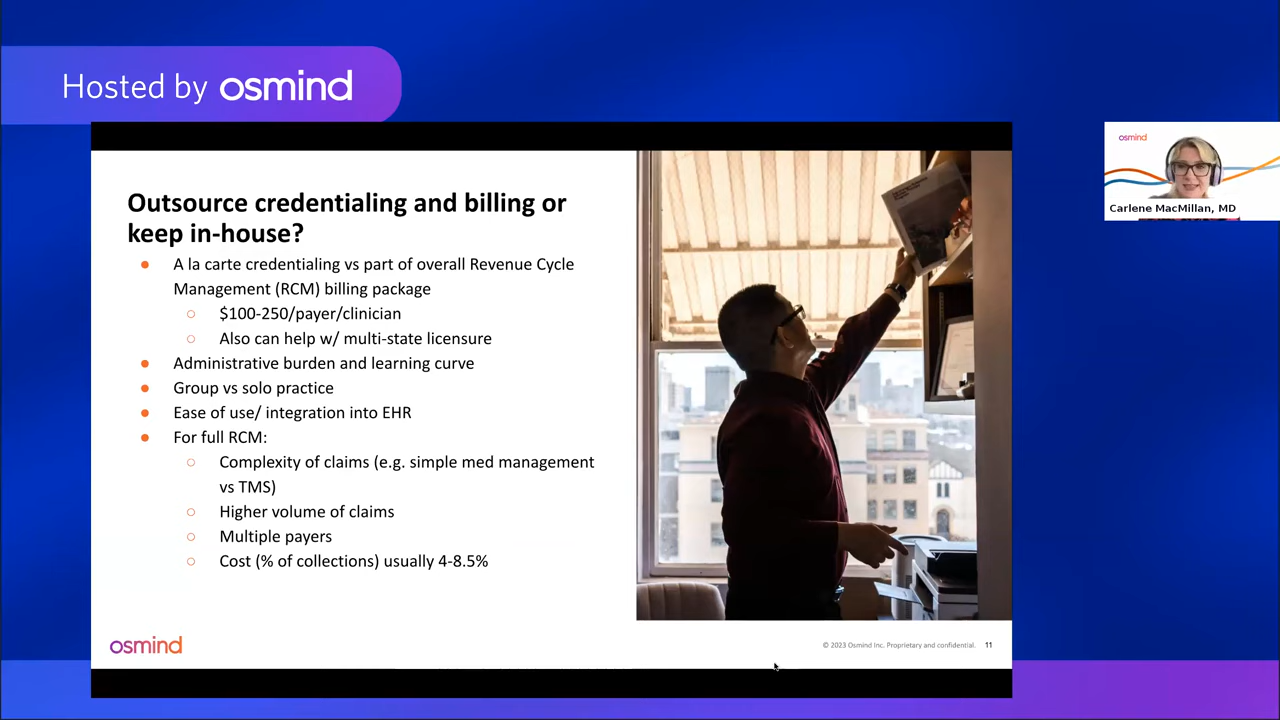 Hosted by osmind
Outsource credentialing and billing or
keep in-house?
● A la carte credentialing vs part of overall Revenue Cycle
Management (RCM) billing package
○ $100-250/payer/clinician
○ Also can help w/ multi-state licensure
● Administrative burden and learning curve
● Group vs solo practice
● Ease of use/ integration into EHR
● For full RCM:
○ Complexity of claims (e.g. simple med management
vs TMS)
○ Higher volume of claims
○ Multiple payers
○ Cost (% of collections) usually 4-8.5%
osmind
© 2023 Osmind Inc. Proprietary and confidential. 11
osmind
Carlene MacMillan, MD